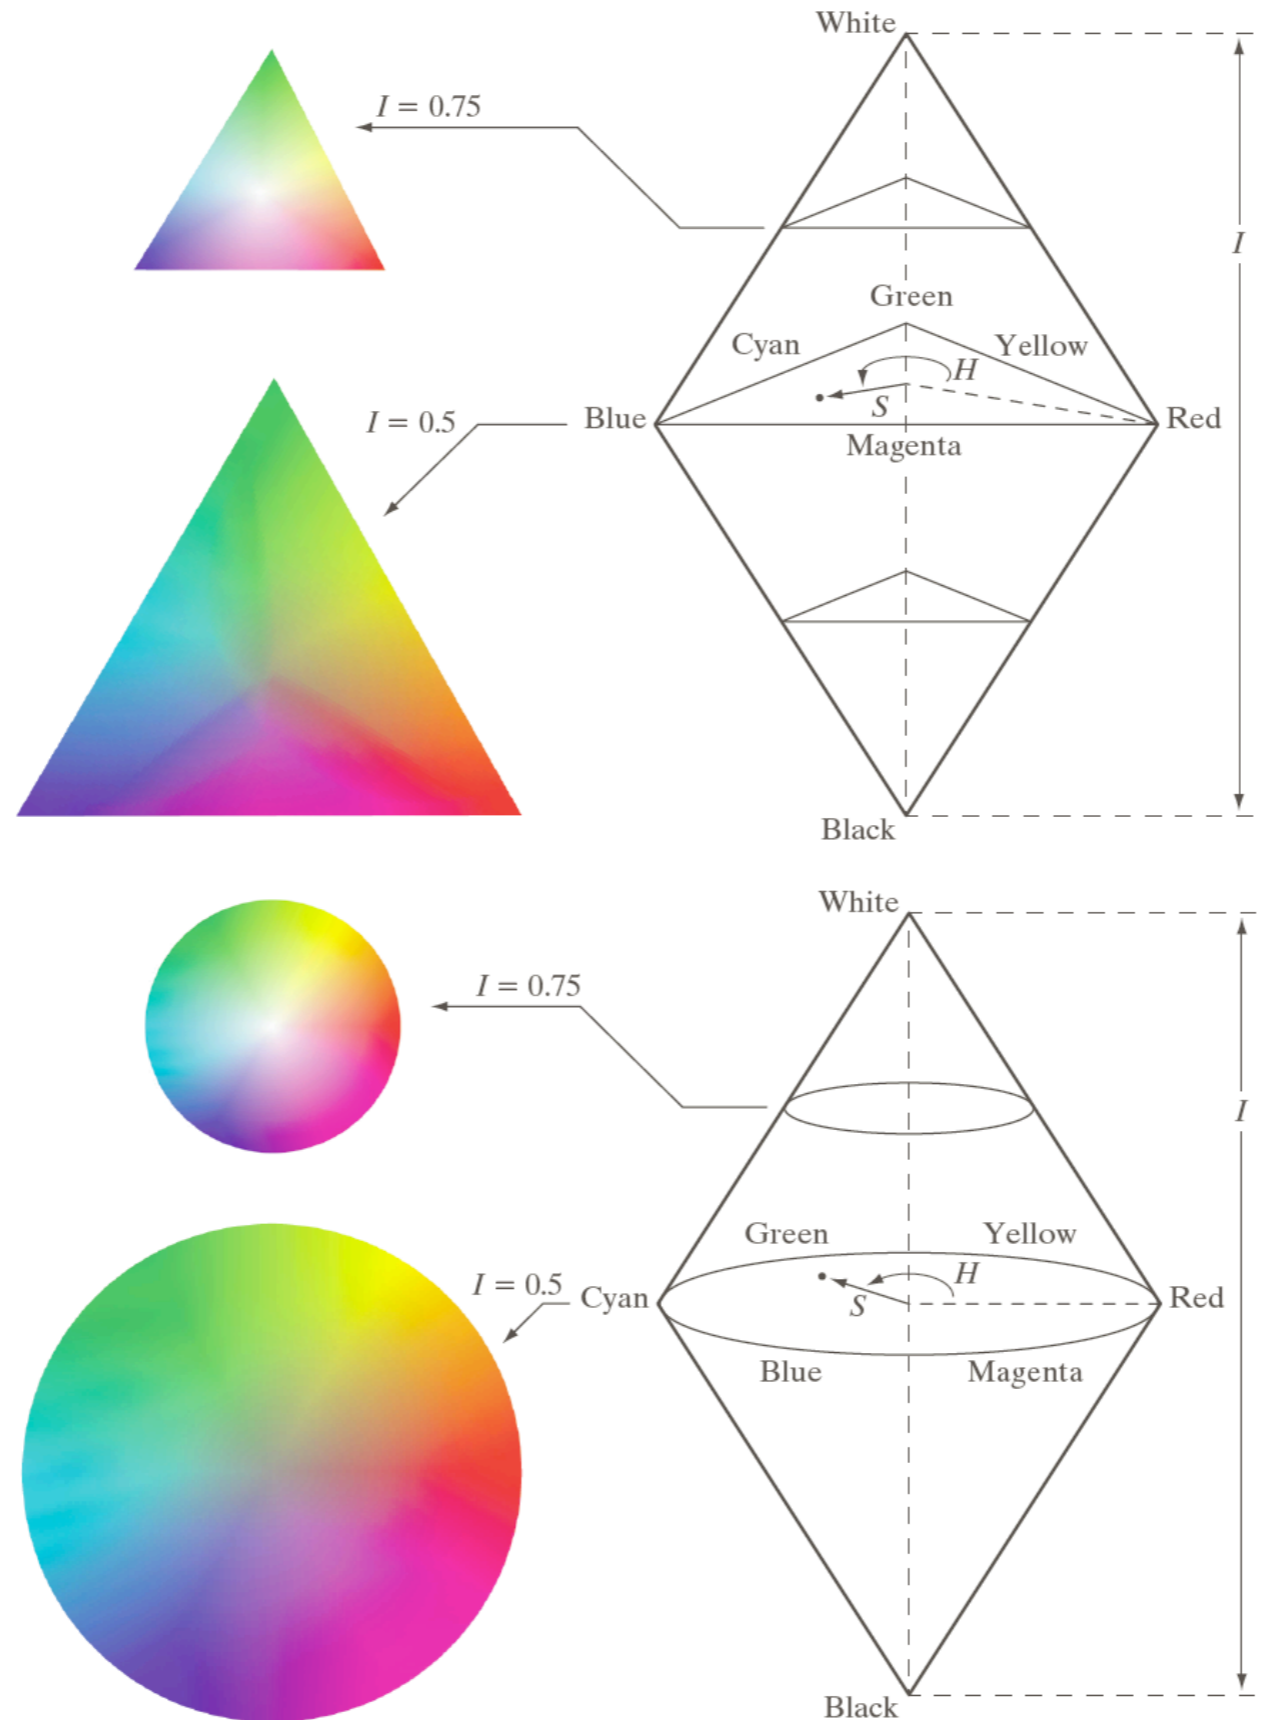 White
I = 0.75
I
Green
Cyan
Yellow
H
I = 0.5
Blue
S
Red
Magenta
Black
White
I = 0.75
I
Green
Yellow
H
I = 0.5
Cyan
S
Red
Blue
Magenta
Black